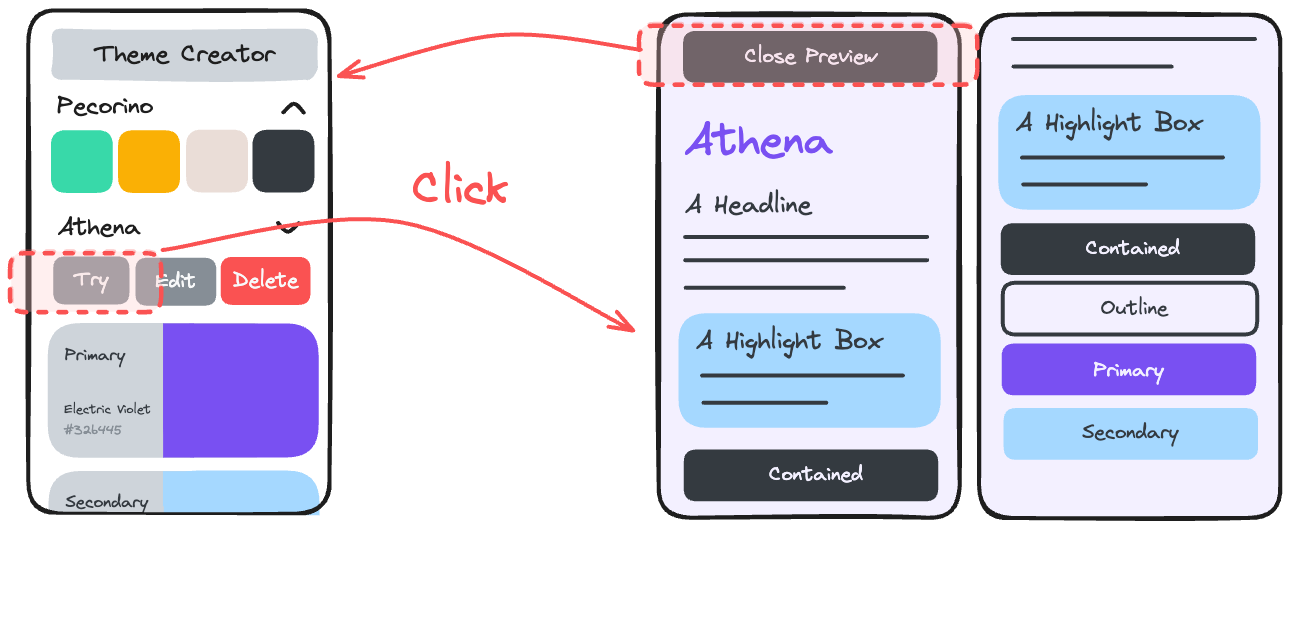 Theme Creator
Pecorino
Athena
Try
Edit
Delete
Primary
Electric Violet
#326445
Secondary
Click
Close Preview
Athena
A Headline
A Highlight Box
Contained
A Highlight Box
Contained
Outline
Primary
Secondary